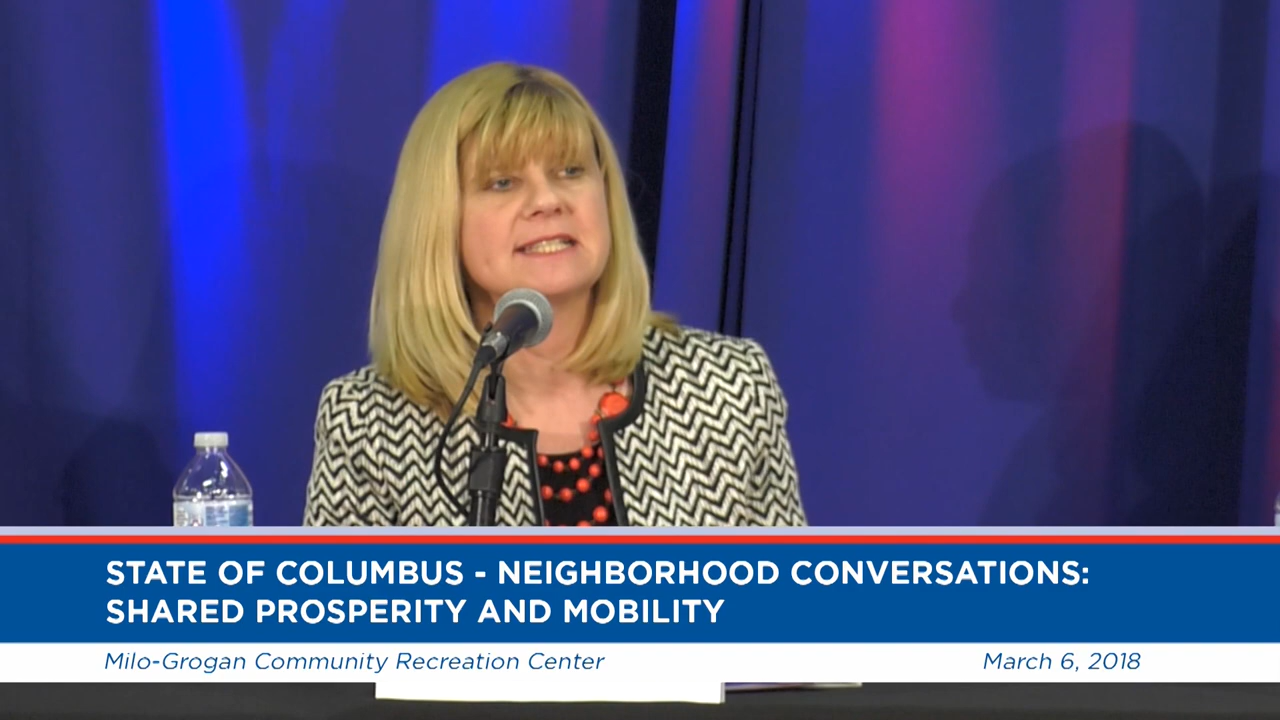 STATE OF COLUMBUS - NEIGHBORHOOD CONVERSATIONS:
SHARED PROSPERITY AND MOBILITY
Milo-Grogan Community Recreation Center
March 6, 2018